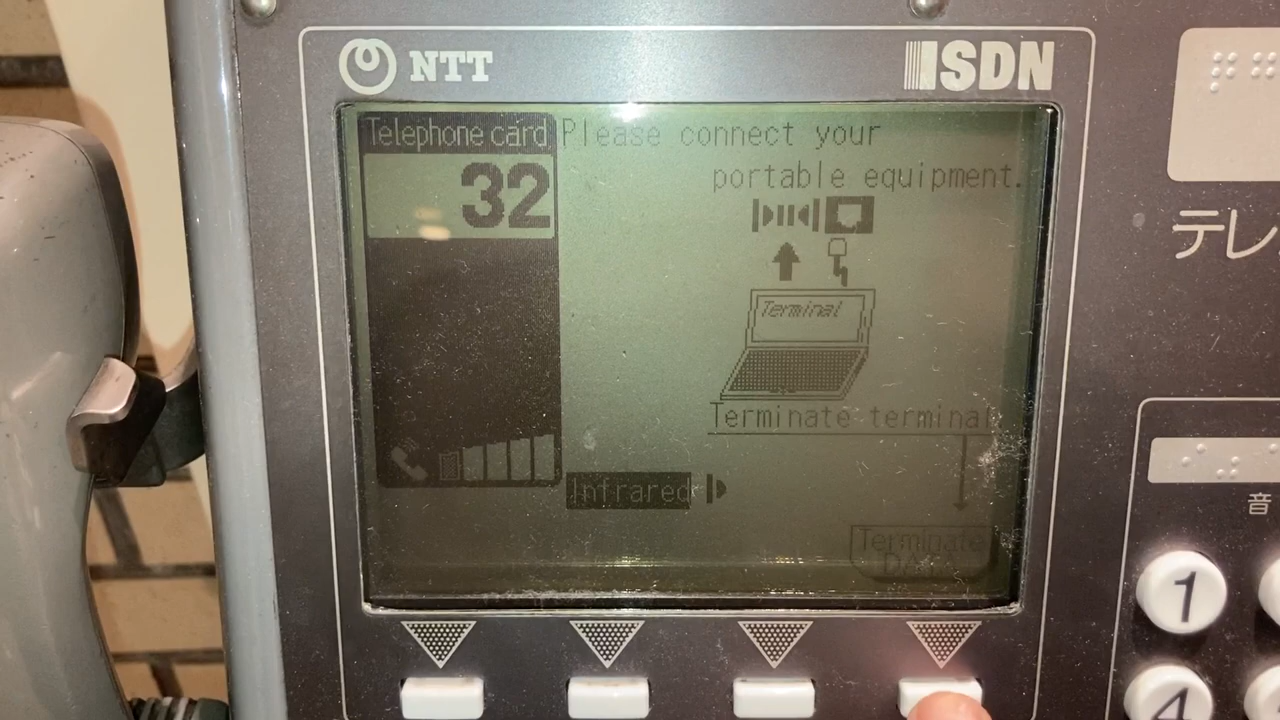 NTT
ISDN
Telephone card
32
Please connect your
portable equipment.
Terminal
Terminate terminal
Infrared
Terminate
DATA
テレ
音
1
4